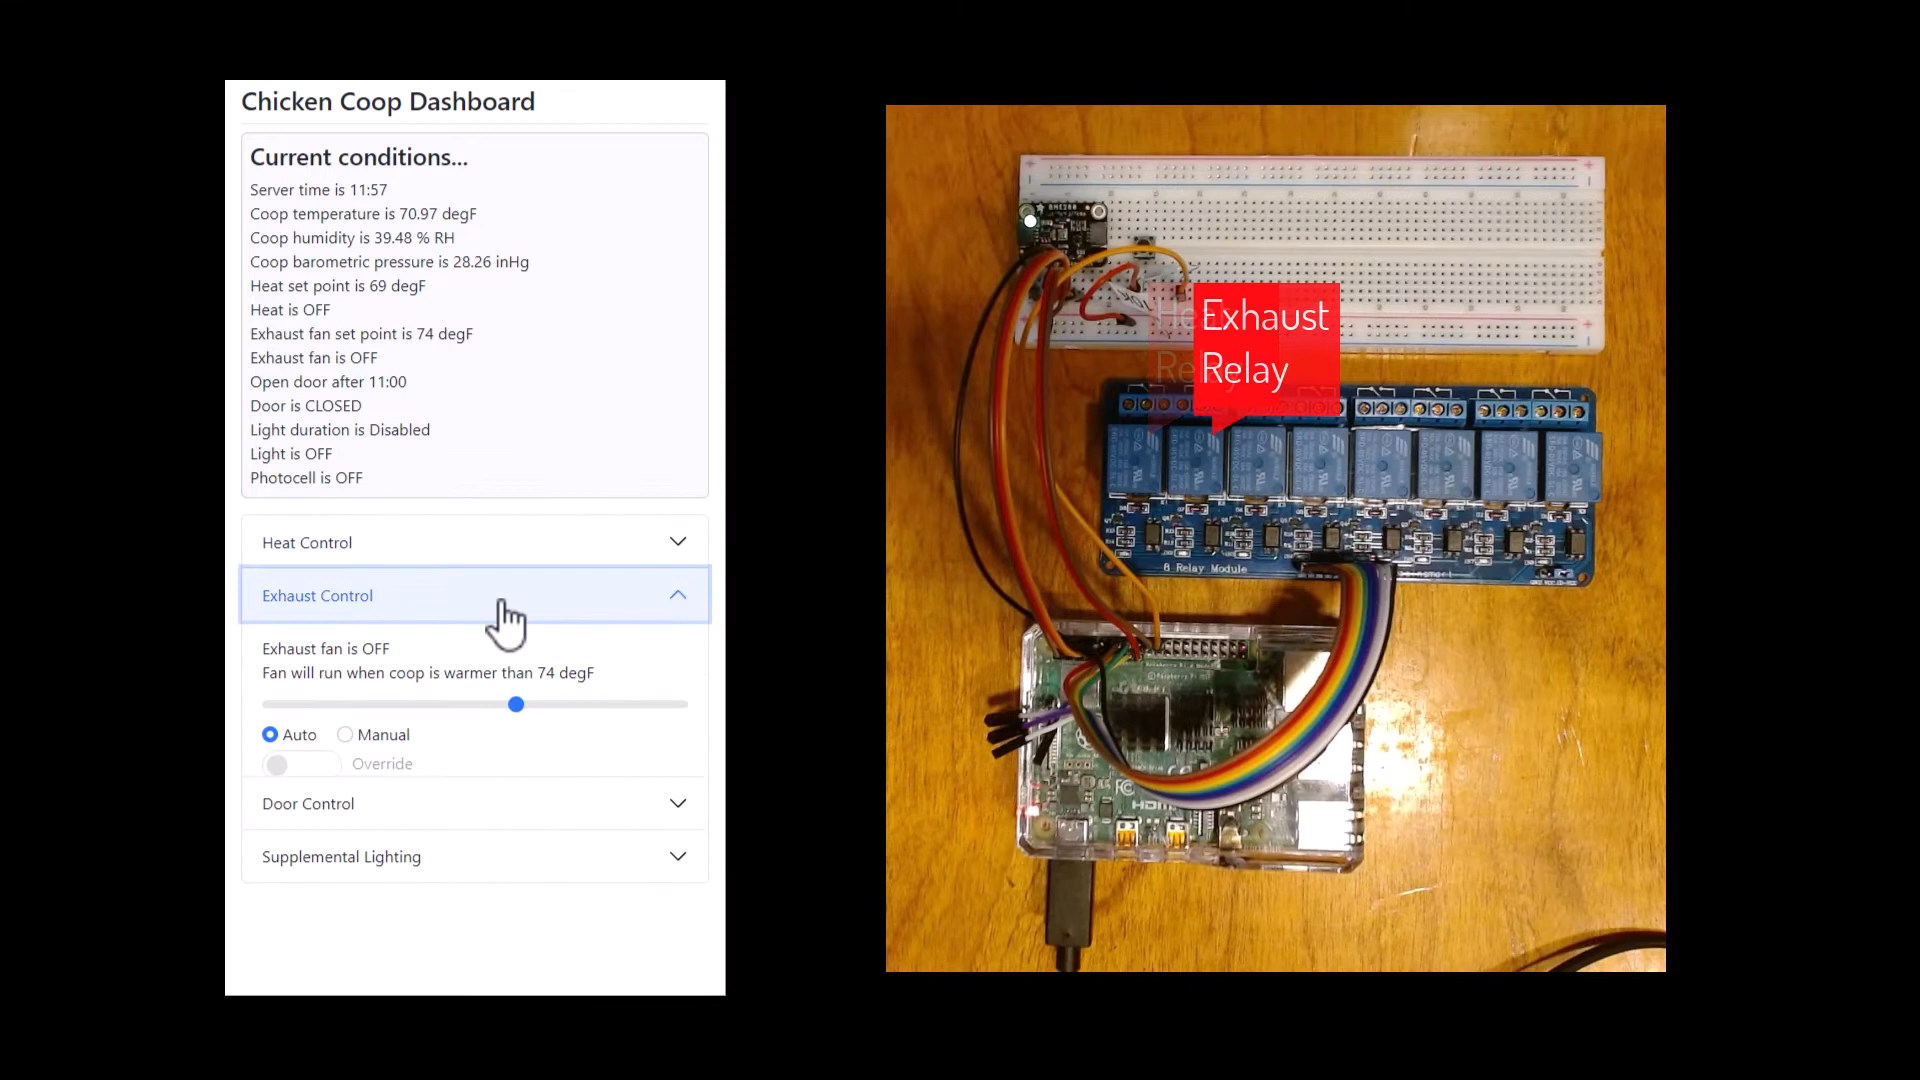 Chicken Coop Dashboard
Current conditions...
Server time is 11:57
Coop temperature is 70.97 degF
Coop humidity is 39.48 % RH
Coop barometric pressure is 28.26 inHg
Heat set point is 69 degF
Heat is OFF
Exhaust fan set point is 74 degF
Exhaust fan is OFF
Open door after 11:00
Door is CLOSED
Light duration is Disabled
Light is OFF
Photocell is OFF
Heat Control
Exhaust Control
Exhaust fan is OFF
Fan will run when coop is warmer than 74 degF
Auto
Manual
Override
Door Control
Supplemental Lighting
Exhaust
Relay
8 Relay Module